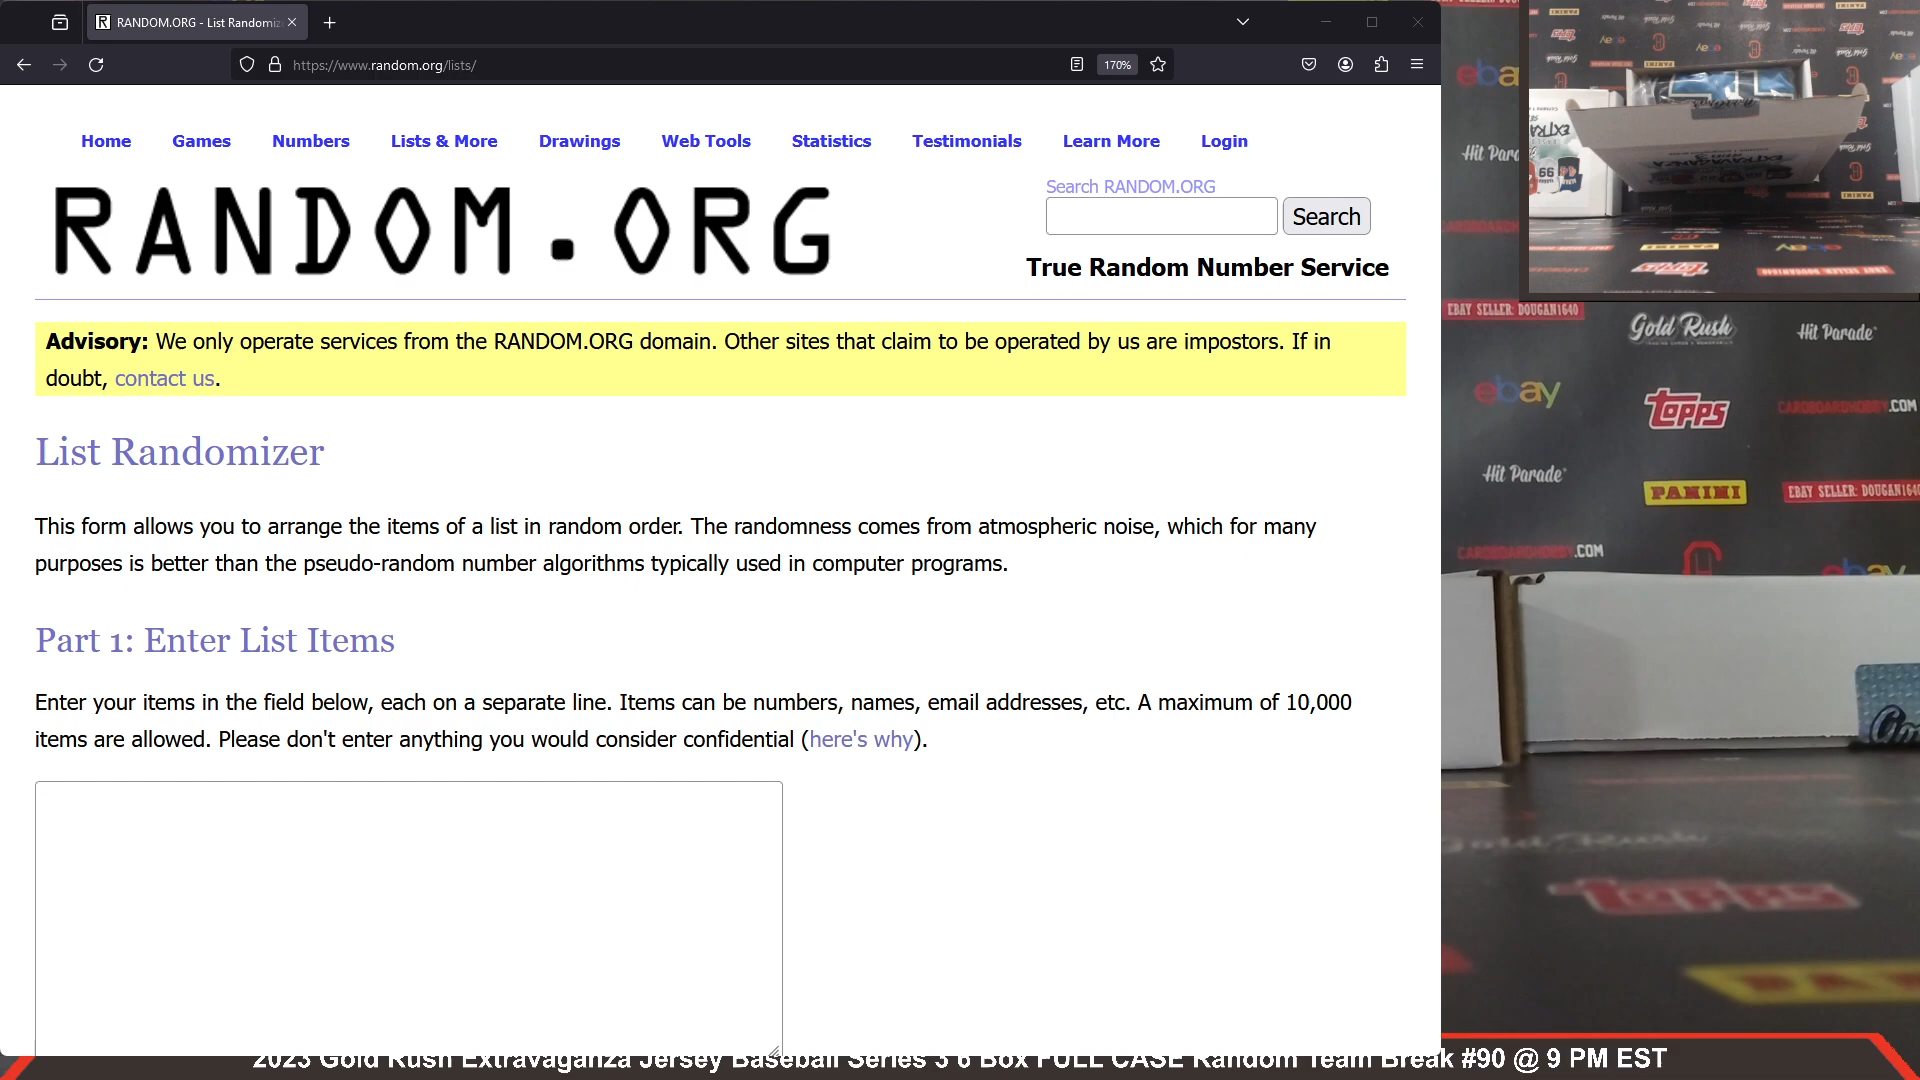 RANDOM.ORG - List Randomiz
https://www.random.org/lists/
170%
Home Games Numbers Lists & More Drawings Web Tools Statistics Testimonials Learn More Login
RANDOM.ORG
Search RANDOM.ORG
Search
True Random Number Service
Advisory: We only operate services from the RANDOM.ORG domain. Other sites that claim to be operated by us are impostors. If in
doubt, contact us.
List Randomizer
This form allows you to arrange the items of a list in random order. The randomness comes from atmospheric noise, which for many
purposes is better than the pseudo-random number algorithms typically used in computer programs.
Part 1: Enter List Items
Enter your items in the field below, each on a separate line. Items can be numbers, names, email addresses, etc. A maximum of 10,000
items are allowed. Please don't enter anything you would consider confidential (here's why).
EBAY SELLER: DOUGAN1640
Gold Rush
Hit Parade
ebay
topps
CARDBOARDHOBBY.COM
Hit Parade
PANINI
EBAY SELLER: DOUGAN1640
CARDBOARDHOBBY.COM
ebay
topps
2023 Gold Rush Extravaganza Jersey Baseball Series 3 6 Box FULL CASE Random Team Break #90 @ 9 PM EST